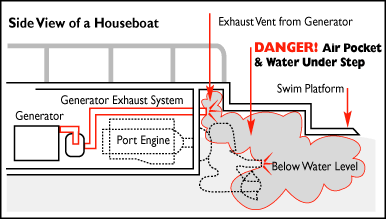 Side View of a Houseboat
Exhaust Vent from Generator
DANGER! Air Pocket
& Water Under Step
Swim Platform
Generator Exhaust System
Generator
Port Engine
Below Water Level